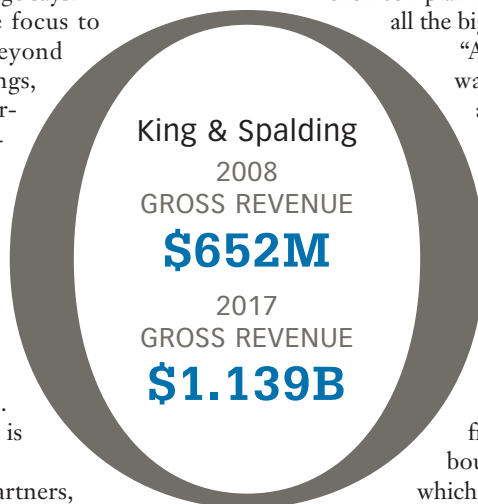 focus to
all the
eyond
ngs,
King & Spalding
2008
GROSS REVENUE
$652M
2017
GROSS REVENUE
$1.139B
is
artners,
which